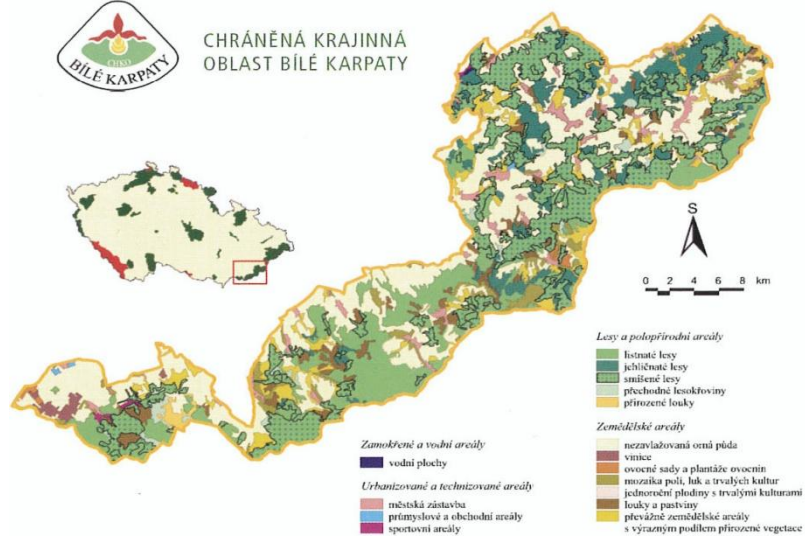 CHKO
BÍLÉ KARPATY
CHRÁNĚNÁ KRAJINNÁ
OBLAST BÍLÉ KARPATY
S
0 2 4 6 8 km
Lesy a polopřírodní areály
listnaté lesy
jehličnaté lesy
smíšené lesy
přechodné lesokřoviny
přirozené louky
Zemědělské areály
nezavlažovaná orná půda
vinice
ovocné sady a plantáže ovocnin
mozaika polí, luk a trvalých kultur
jednoroční plodiny s trvalými kulturami
louky a pastviny
převážně zemědělské areály
s výrazným podílem přirozené vegetace
Zamokřené a vodní areály
vodní plochy
Urbanizované a technizované areály
městská zástavba
průmyslové a obchodní areály
sportovní areály